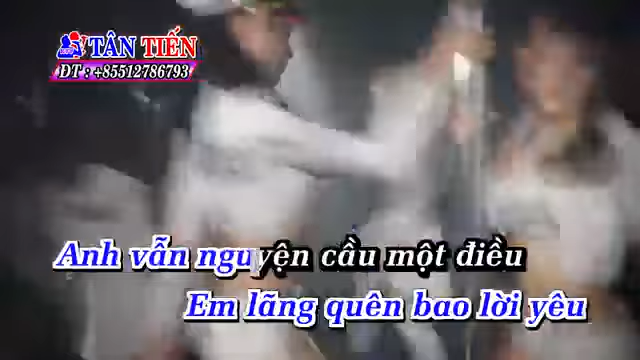 TÂN TIẾN
ĐT : +85512786793
Anh vẫn nguyện cầu một điều
Em lãng quên bao lời yêu